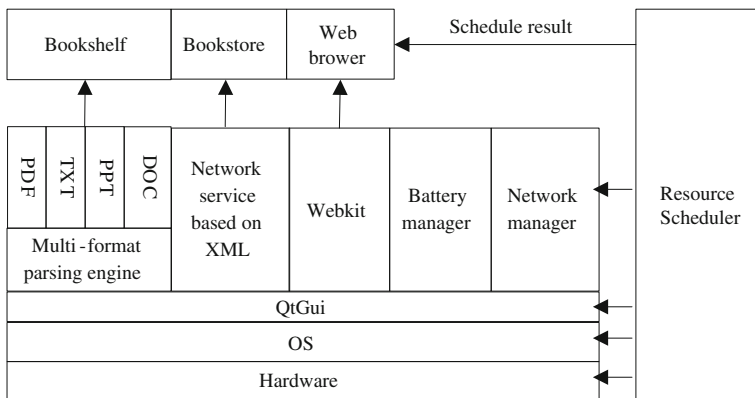 Bookshelf
Bookstore
Web
brower
Schedule result
PDF
TXT
PPT
DOC
Multi-format
parsing engine
Network
service
based on
XML
Webkit
Battery
manager
Network
manager
Resource
Scheduler
QtGui
OS
Hardware